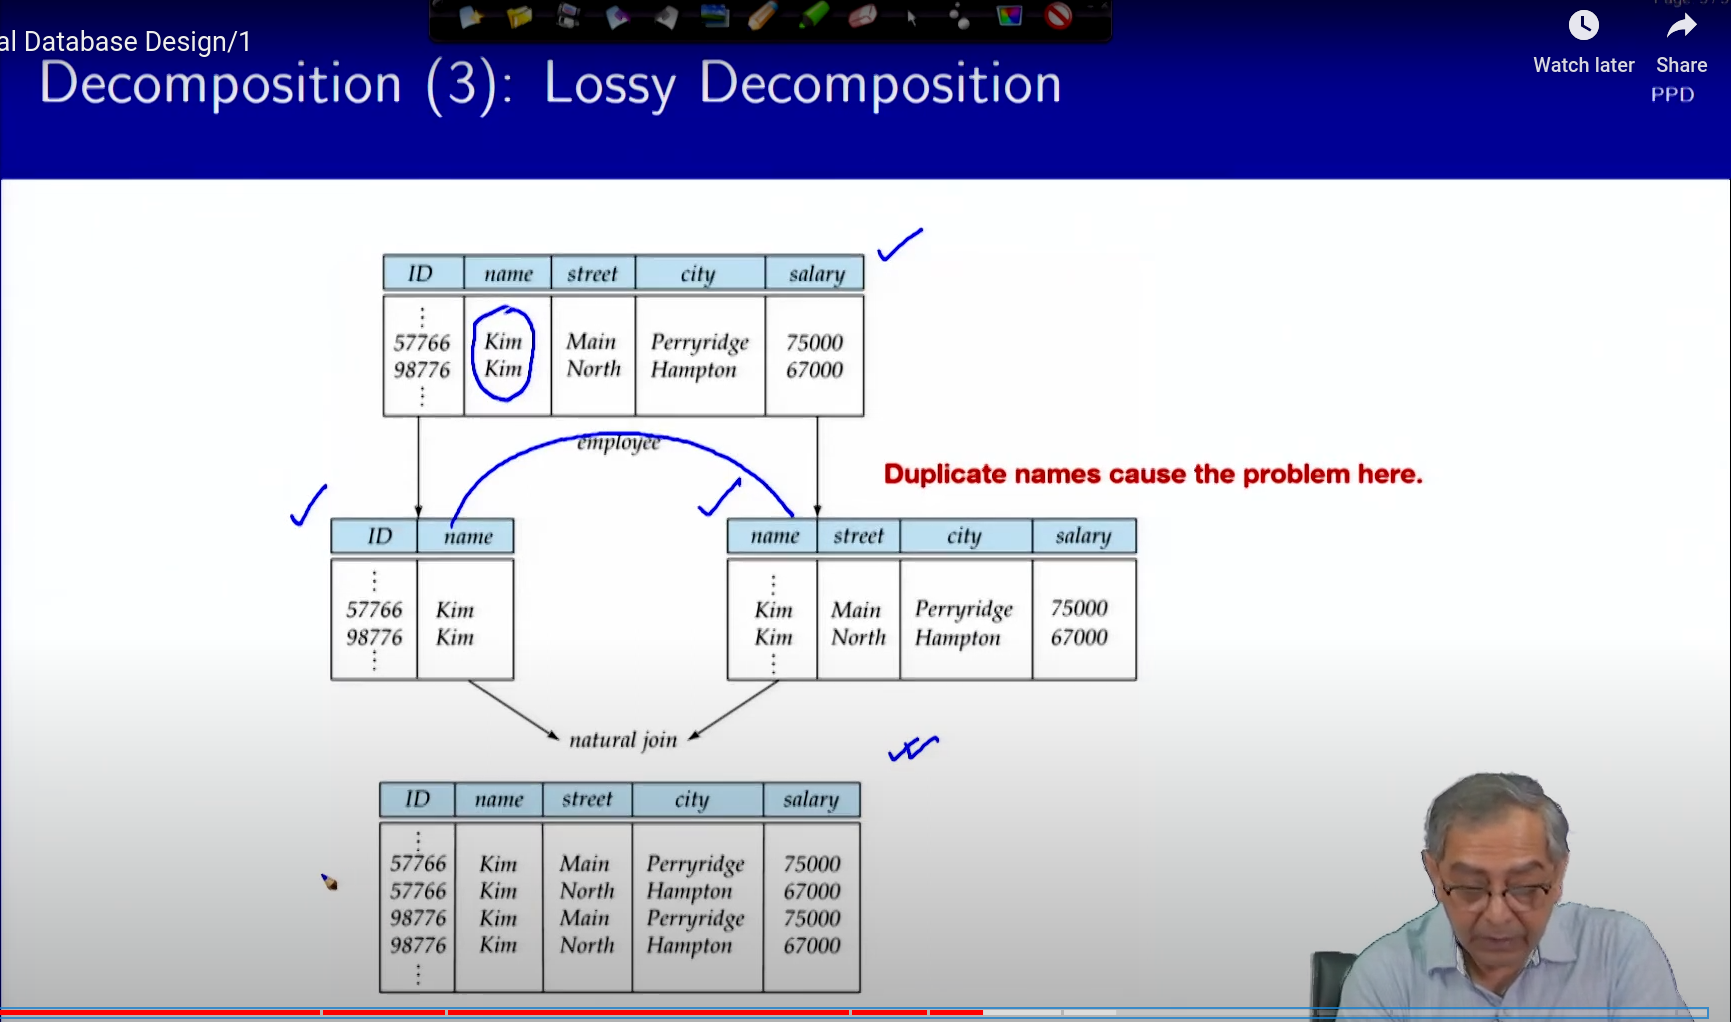 al Database Design/1
Watch later Share
Decomposition (3): Lossy Decomposition
PPD
ID name street city salary
57766 Kim Main Perryridge 75000
98776 Kim North Hampton 67000
employee
Duplicate names cause the problem here.
ID name
57766 Kim
98776 Kim
name street city salary
Kim Main Perryridge 75000
Kim North Hampton 67000
natural join
ID name street city salary
57766 Kim Main Perryridge 75000
57766 Kim North Hampton 67000
98776 Kim Main Perryridge 75000
98776 Kim North Hampton 67000